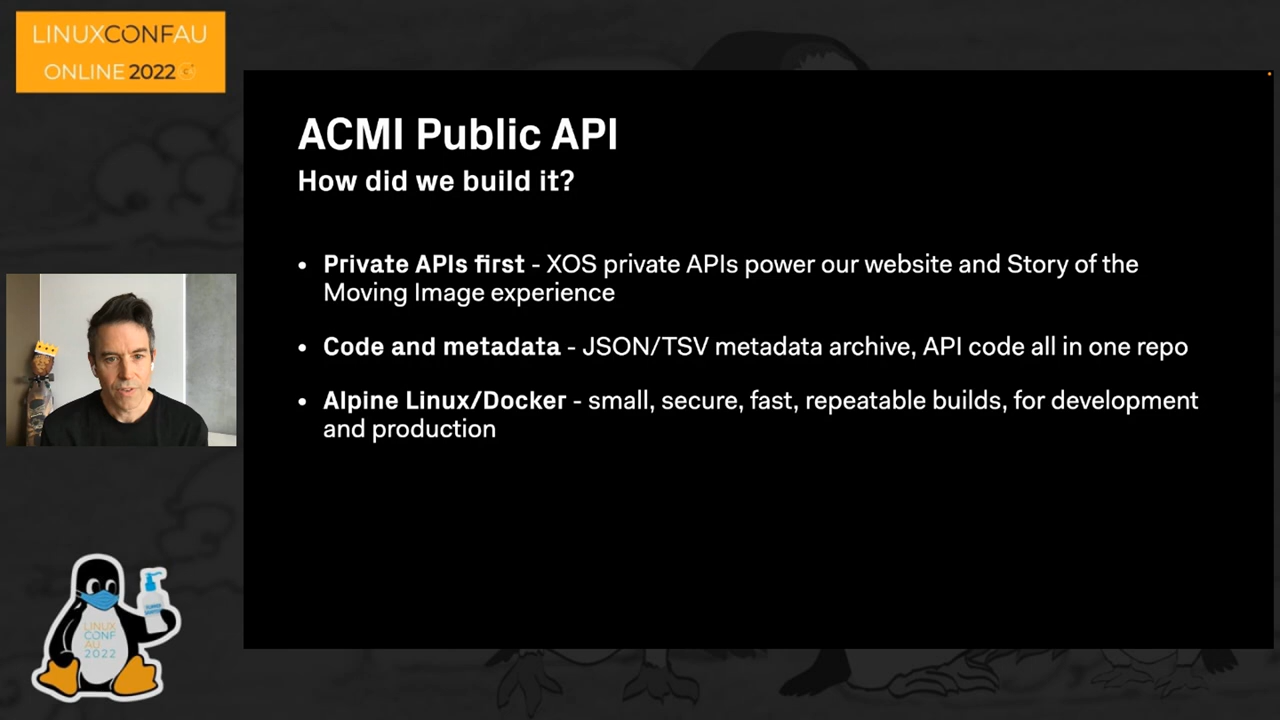 LINUXCONFAU
ONLINE 2022
ACMI Public API
How did we build it?
• Private APIs first - XOS private APIs power our website and Story of the
Moving Image experience
• Code and metadata - JSON/TSV metadata archive, API code all in one repo
• Alpine Linux/Docker - small, secure, fast, repeatable builds, for development
and production
LINUX
CONF
AU
2022